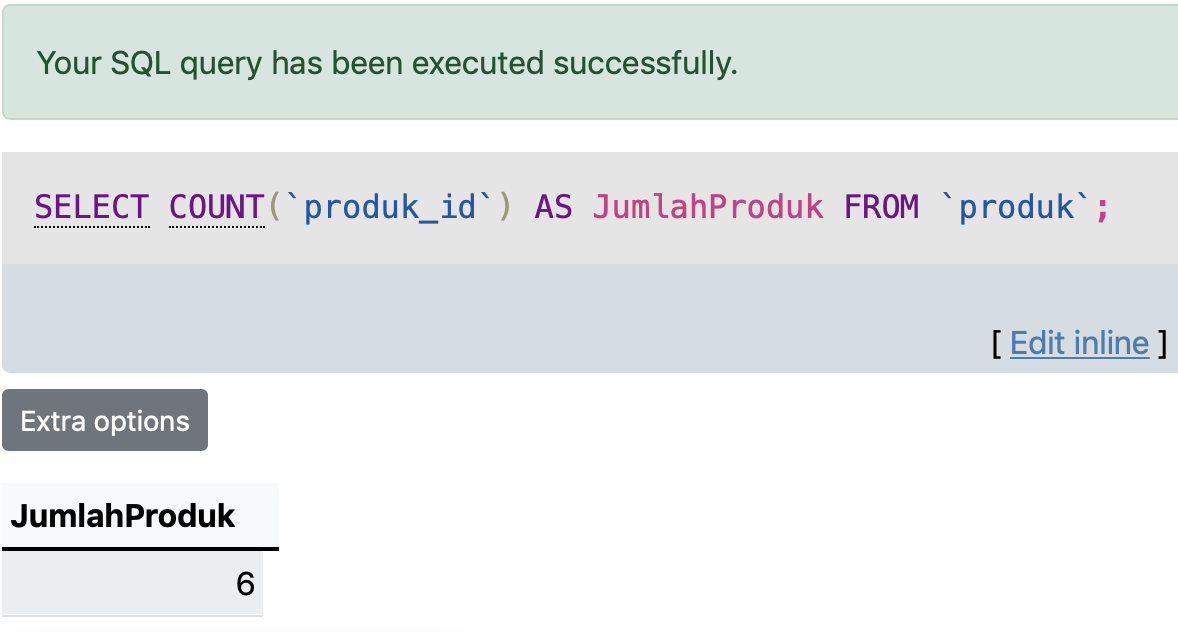 Your SQL query has been executed successfully.
SELECT COUNT(`produk_id`) AS JumlahProduk FROM `produk`;
[ Edit inline ]
Extra options
JumlahProduk
6